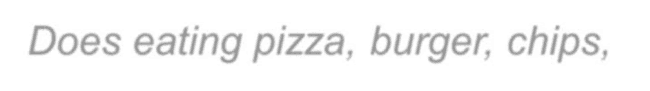 Does eating pizza, burger, chips,